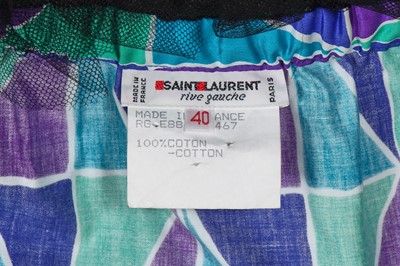 MADE IN
FRANCE
SAINT LAURENT
rive gauche
PARIS
MADE I ANCE
40
467
100%COTON
-COTTON